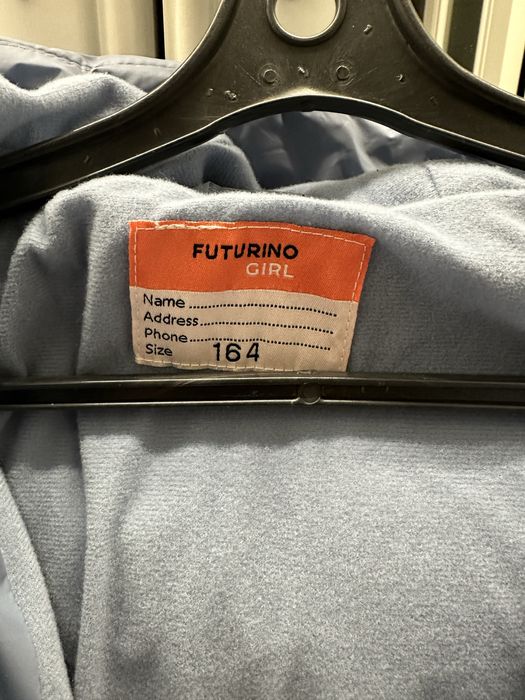 FUTURINO
GIRL
Name..............................
Address...........................
Phone.............................
Size 164